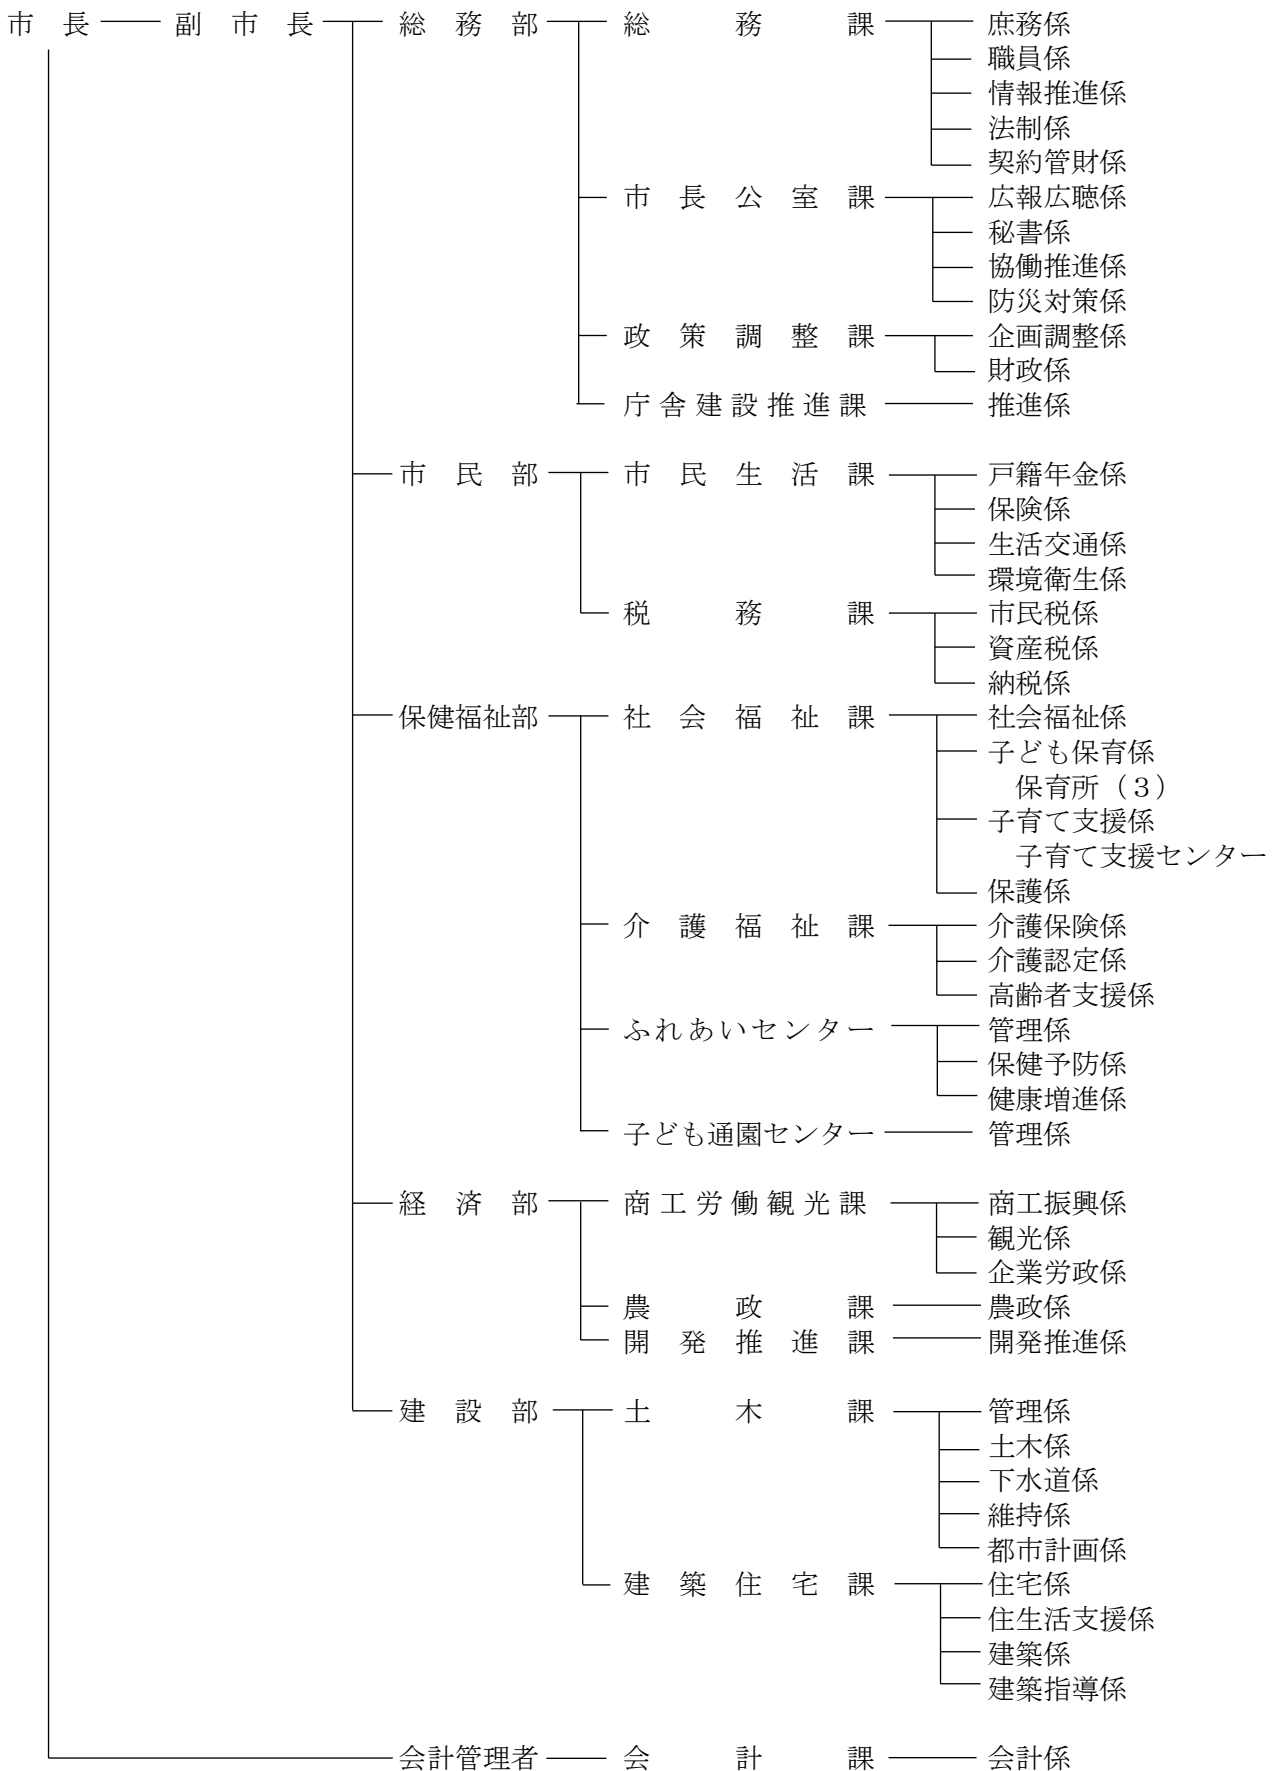 市長 副市長 総務部 総務課 庶務係
職員係
情報推進係
法制係
契約管財係
市長公室課 広報広聴係
秘書係
協働推進係
防災対策係
政策調整課 企画調整係
財政係
庁舎建設推進課 推進係
市民部 市民生活課 戸籍年金係
保険係
生活交通係
環境衛生係
税務課 市民税係
資産税係
納税係
保健福祉部 社会福祉課 社会福祉係
子ども保育係
保育所（３）
子育て支援係
子育て支援センター
保護係
介護福祉課 介護保険係
介護認定係
高齢者支援係
ふれあいセンター 管理係
保健予防係
健康増進係
子ども通園センター 管理係
経済部 商工労働観光課 商工振興係
観光係
企業労政係
農政課 農政係
開発推進課 開発推進係
建設部 土木課 管理係
土木係
下水道係
維持係
都市計画係
建築住宅課 住宅係
住生活支援係
建築係
建築指導係
会計管理者 会計課 会計係